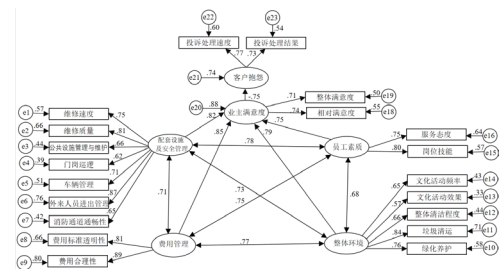 e22
e23
.60
.54
投诉处理速度
投诉处理结果
.77
.73
e21
.74
客户抱怨
-.75
e20
.88
业主满意度
.71
整体满意度
.50
e19
.74
相对满意度
.55
e18
.82
.85
.79
.75
e1
.57
维修速度
.75
e2
.66
维修质量
.81
e3
.44
公共设施管理与维护
.66
e4
.39
门岗巡逻
.62
e5
.51
车辆管理
.71
e6
.76
外来人员进出管理
.87
e7
.42
消防通道通畅性
.65
配套设施
及安全管理
.78
员工素质
.75
服务态度
.64
e16
.80
岗位技能
.57
e15
.71
.73
.75
.68
.65
文化活动频率
.43
e14
.57
文化活动效果
.33
e13
.66
整体清洁程度
.44
e12
.84
垃圾清运
.71
e11
.76
绿化养护
.58
e10
e8
.66
费用标准透明性
.81
e9
.80
费用合理性
.89
费用管理
.77
整体环境